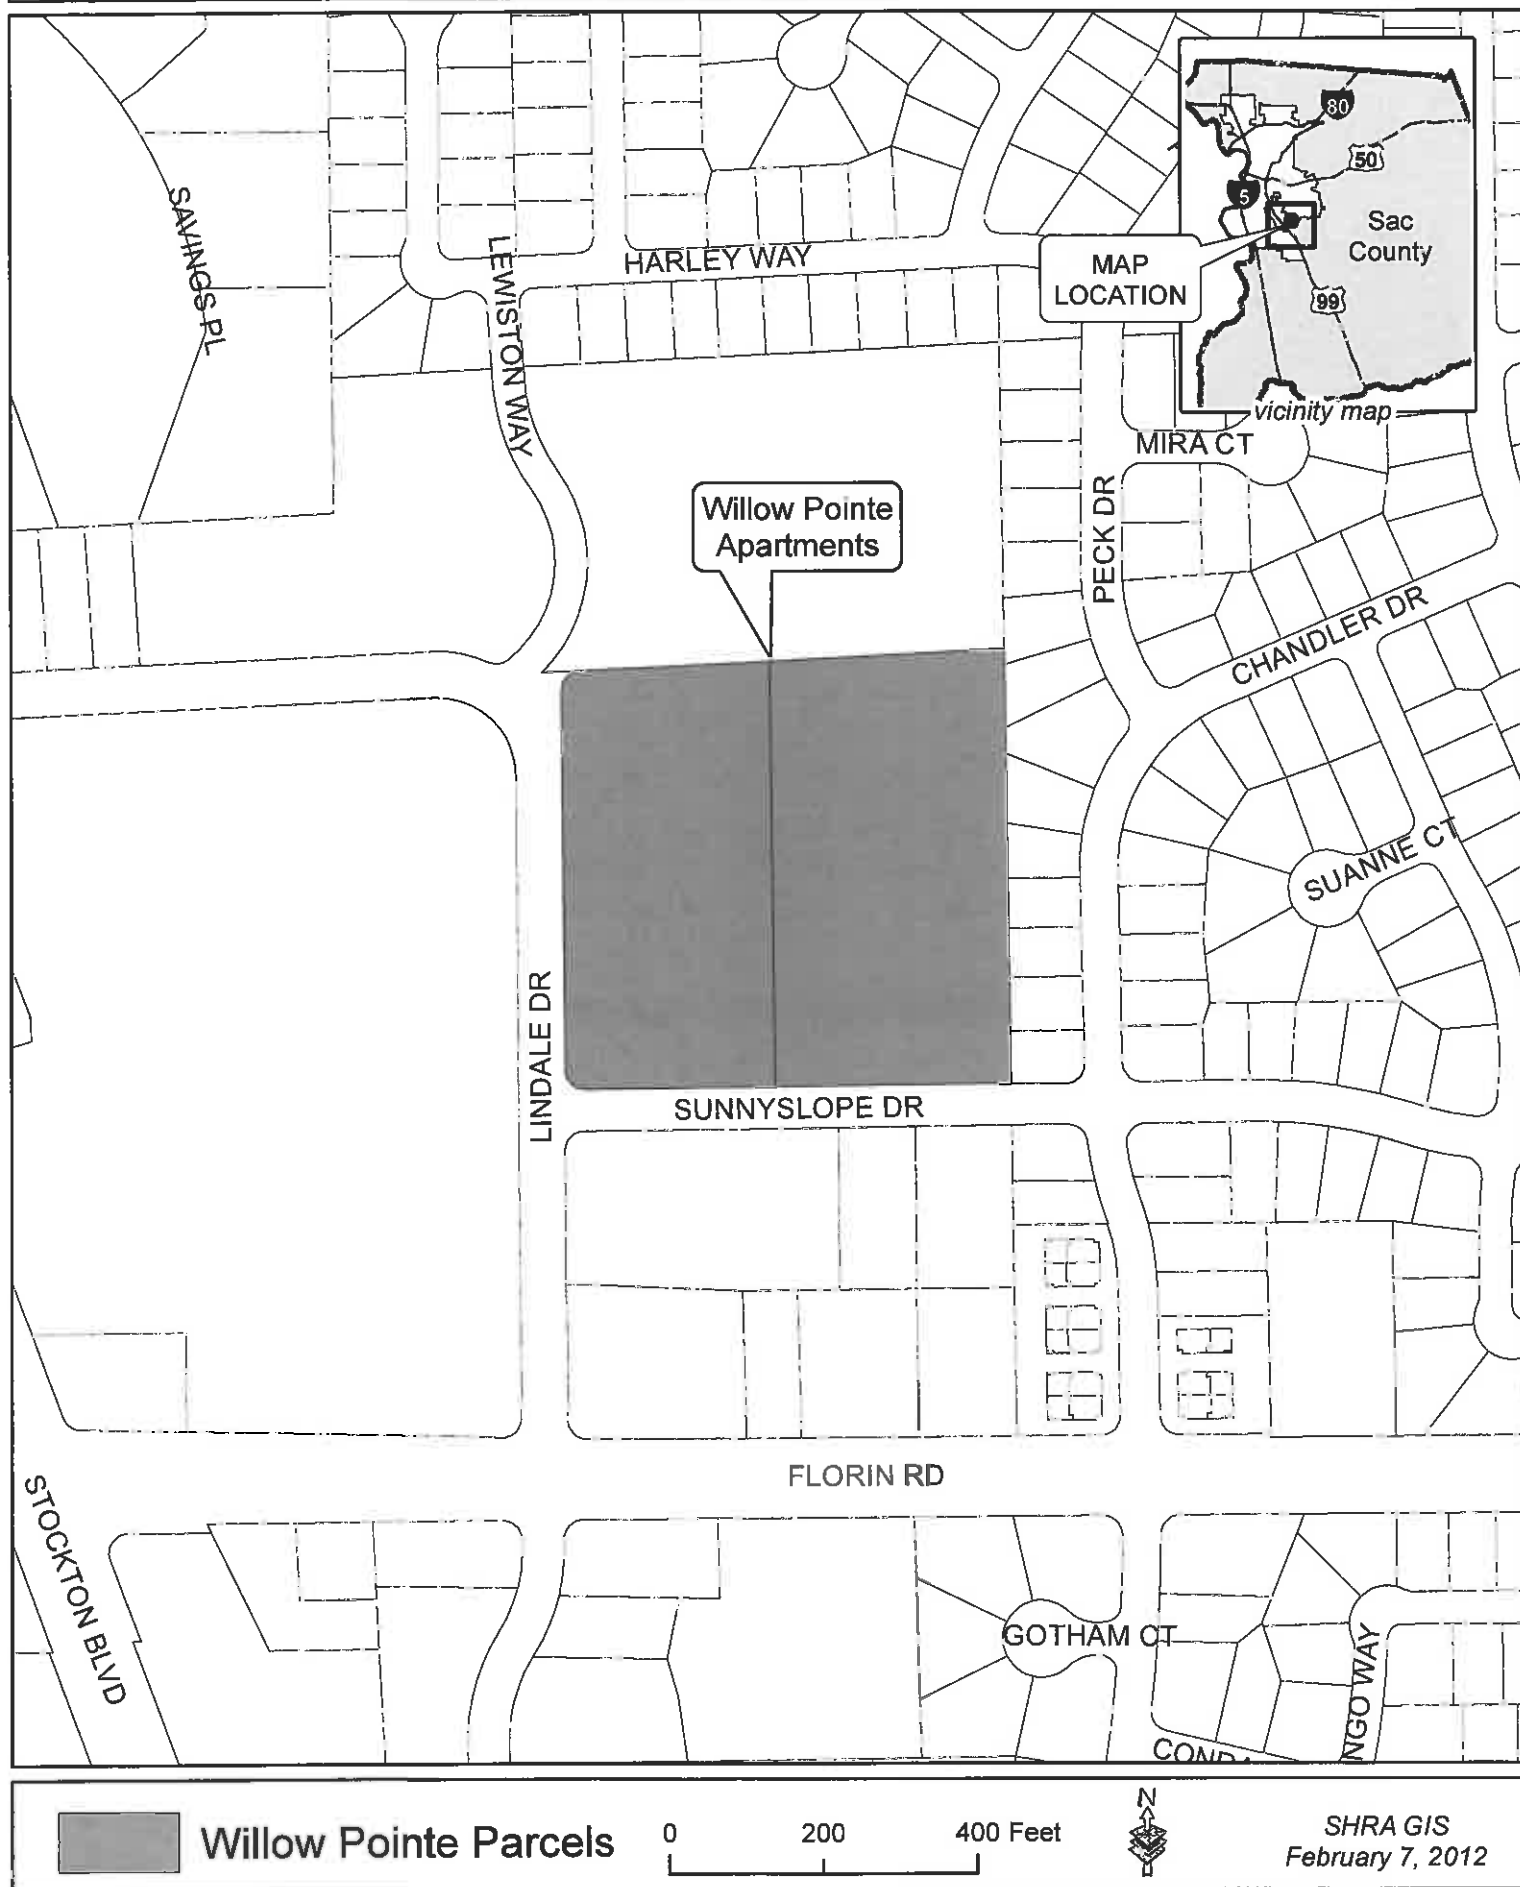 80
50
5
Sac
County
99
MAP
LOCATION
vicinity map
SAVINGS PL
LEWISTON WAY
HARLEY WAY
MIRA CT
PECK DR
Willow Pointe
Apartments
CHANDLER DR
SUANNE CT
LINDALE DR
SUNNYSLOPE DR
FLORIN RD
STOCKTON BLVD
GOTHAM CT
NGO WAY
Willow Pointe Parcels
0 200 400 Feet
N
SHRA GIS
February 7, 2012